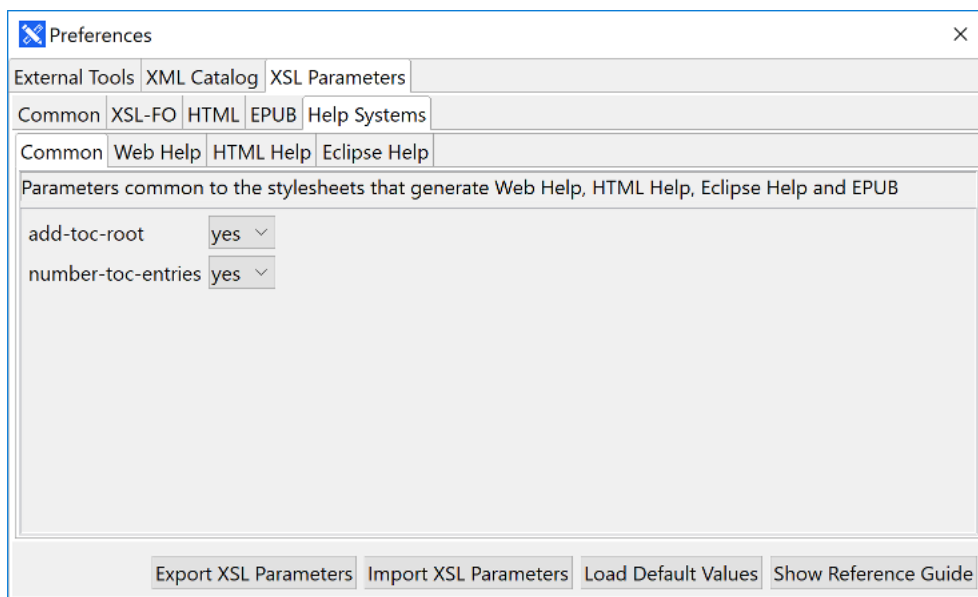 Preferences
External Tools XML Catalog XSL Parameters
Common XSL-FO HTML EPUB Help Systems
Common Web Help HTML Help Eclipse Help
Parameters common to the stylesheets that generate Web Help, HTML Help, Eclipse Help and EPUB
add-toc-root yes
number-toc-entries yes
Export XSL Parameters Import XSL Parameters Load Default Values Show Reference Guide